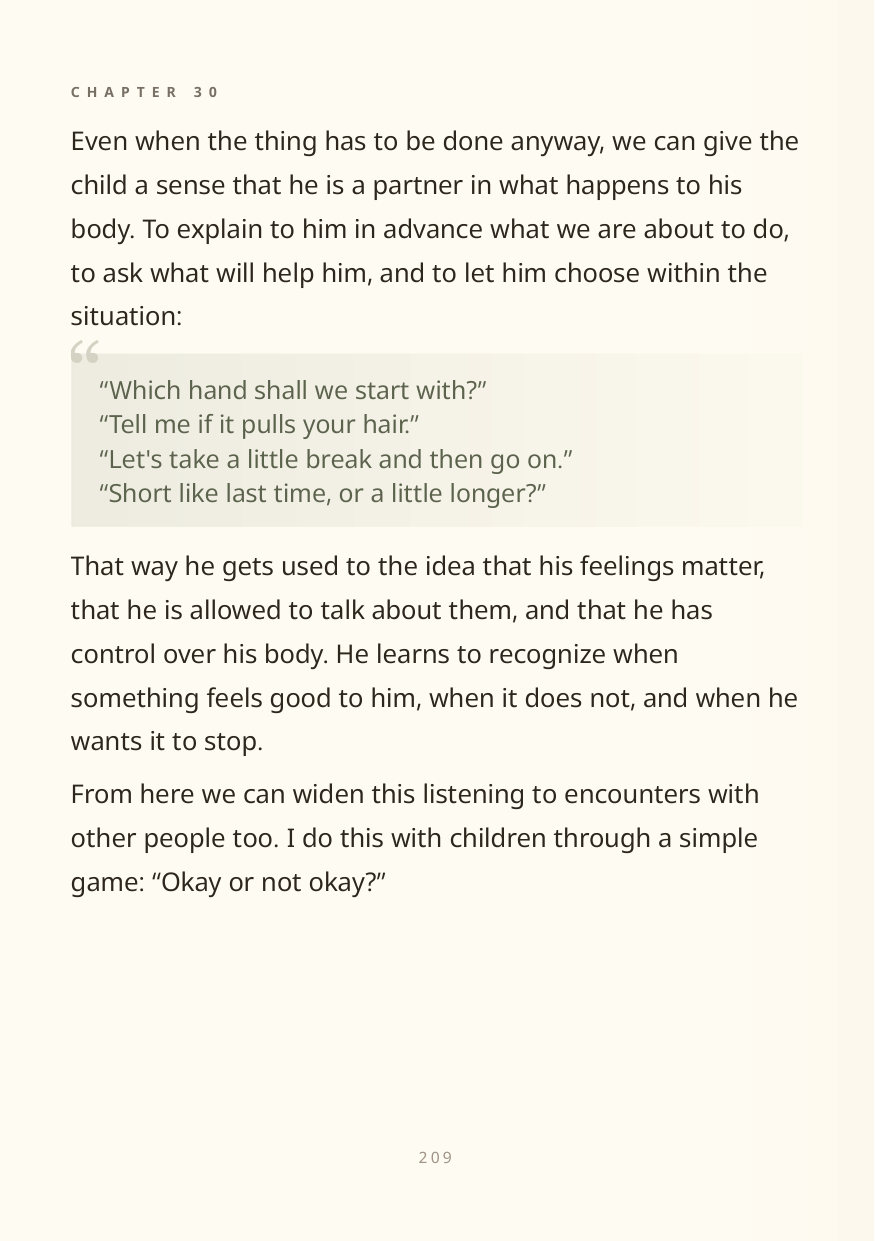 CHAPTER 30
Even when the thing has to be done anyway, we can give the
child a sense that he is a partner in what happens to his
body. To explain to him in advance what we are about to do,
to ask what will help him, and to let him choose within the
situation:
“
“Which hand shall we start with?”
“Tell me if it pulls your hair.”
“Let's take a little break and then go on.”
“Short like last time, or a little longer?”
That way he gets used to the idea that his feelings matter,
that he is allowed to talk about them, and that he has
control over his body. He learns to recognize when
something feels good to him, when it does not, and when he
wants it to stop.
From here we can widen this listening to encounters with
other people too. I do this with children through a simple
game: “Okay or not okay?”
209